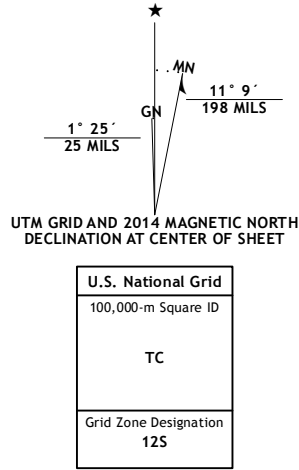 ★
MN
GN
11° 9´
198 MILS
1° 25´
25 MILS
UTM GRID AND 2014 MAGNETIC NORTH
DECLINATION AT CENTER OF SHEET
U.S. National Grid
100,000-m Square ID
TC
Grid Zone Designation
12S